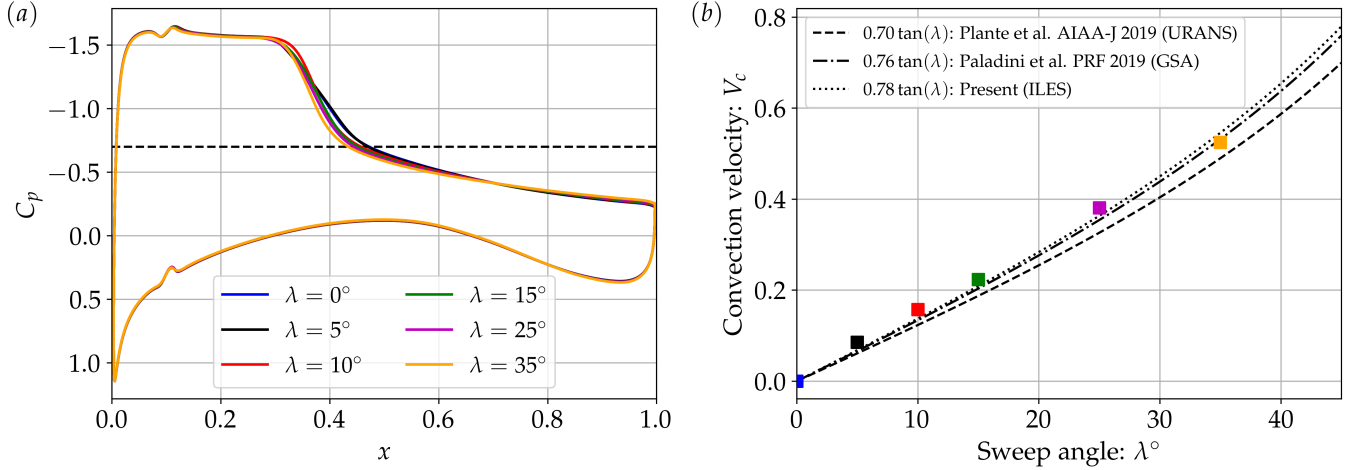 (a)
−1.5
−1.0
−0.5
0.0
0.5
1.0
C_p
0.0 0.2 0.4 0.6 0.8 1.0
x
λ = 0°
λ = 5°
λ = 10°
λ = 15°
λ = 25°
λ = 35°
(b)
0.8
0.6
0.4
0.2
0.0
Convection velocity: V_c
0 10 20 30 40
Sweep angle: λ°
0.70 tan(λ): Plante et al. AIAA-J 2019 (URANS)
0.76 tan(λ): Paladini et al. PRF 2019 (GSA)
0.78 tan(λ): Present (ILES)